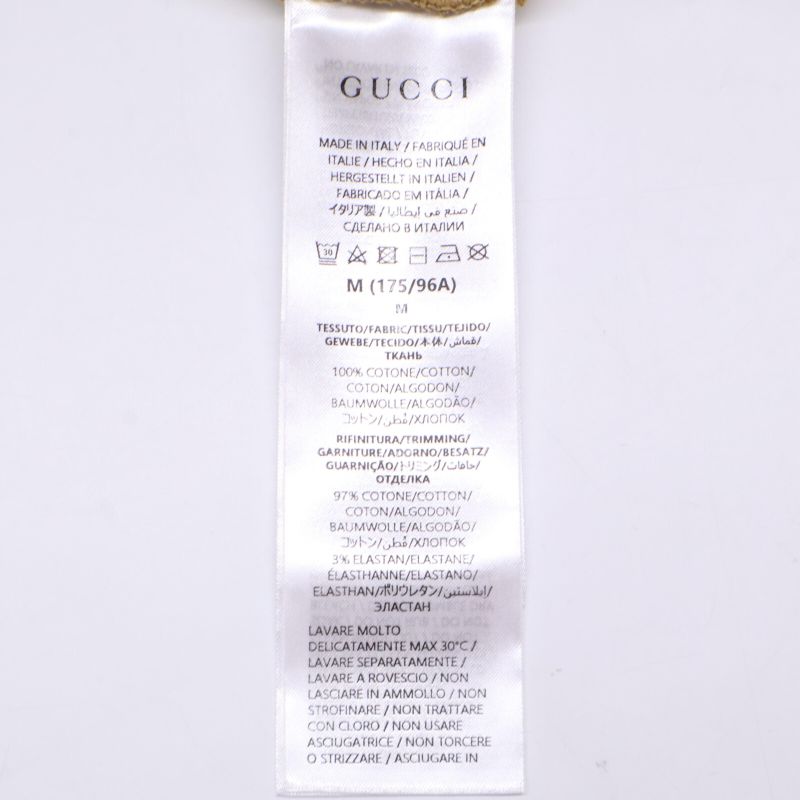 GUCCI
MADE IN ITALY / FABRIQUÉ EN
ITALIE / HECHO EN ITALIA /
HERGESTELLT IN ITALIEN /
FABRICADO EM ITÁLIA /
イタリア製 / صنع في إيطاليا /
СДЕЛАНО В ИТАЛИИ
30
M (175/96A)
M
TESSUTO/FABRIC/TISSU/TEJIDO/
GEWEBE/TECIDO/本体/قماش/
ТКАНЬ
100% COTONE/COTTON/
COTON/ALGODON/
BAUMWOLLE/ALGODÃO/
コットン/قُطن/ХЛОПОК
RIFINITURA/TRIMMING/
GARNITURE/ADORNO/BESATZ/
GUARNIÇÃO/トリミング/حافات/
ОТДЕЛКА
97% COTONE/COTTON/
COTON/ALGODON/
BAUMWOLLE/ALGODÃO/
コットン/قُطن/ХЛОПОК
3% ELASTAN/ELASTANE/
ÉLASTHANNE/ELASTANO/
ELASTHAN/ポリウレタン/إيلاستين/
ЭЛАСТАН
LAVARE MOLTO
DELICATAMENTE MAX 30°C /
LAVARE SEPARATAMENTE /
LAVARE A ROVESCIO / NON
LASCIARE IN AMMOLLO / NON
STROFINARE / NON TRATTARE
CON CLORO / NON USARE
ASCIUGATRICE / NON TORCERE
O STRIZZARE / ASCIUGARE IN